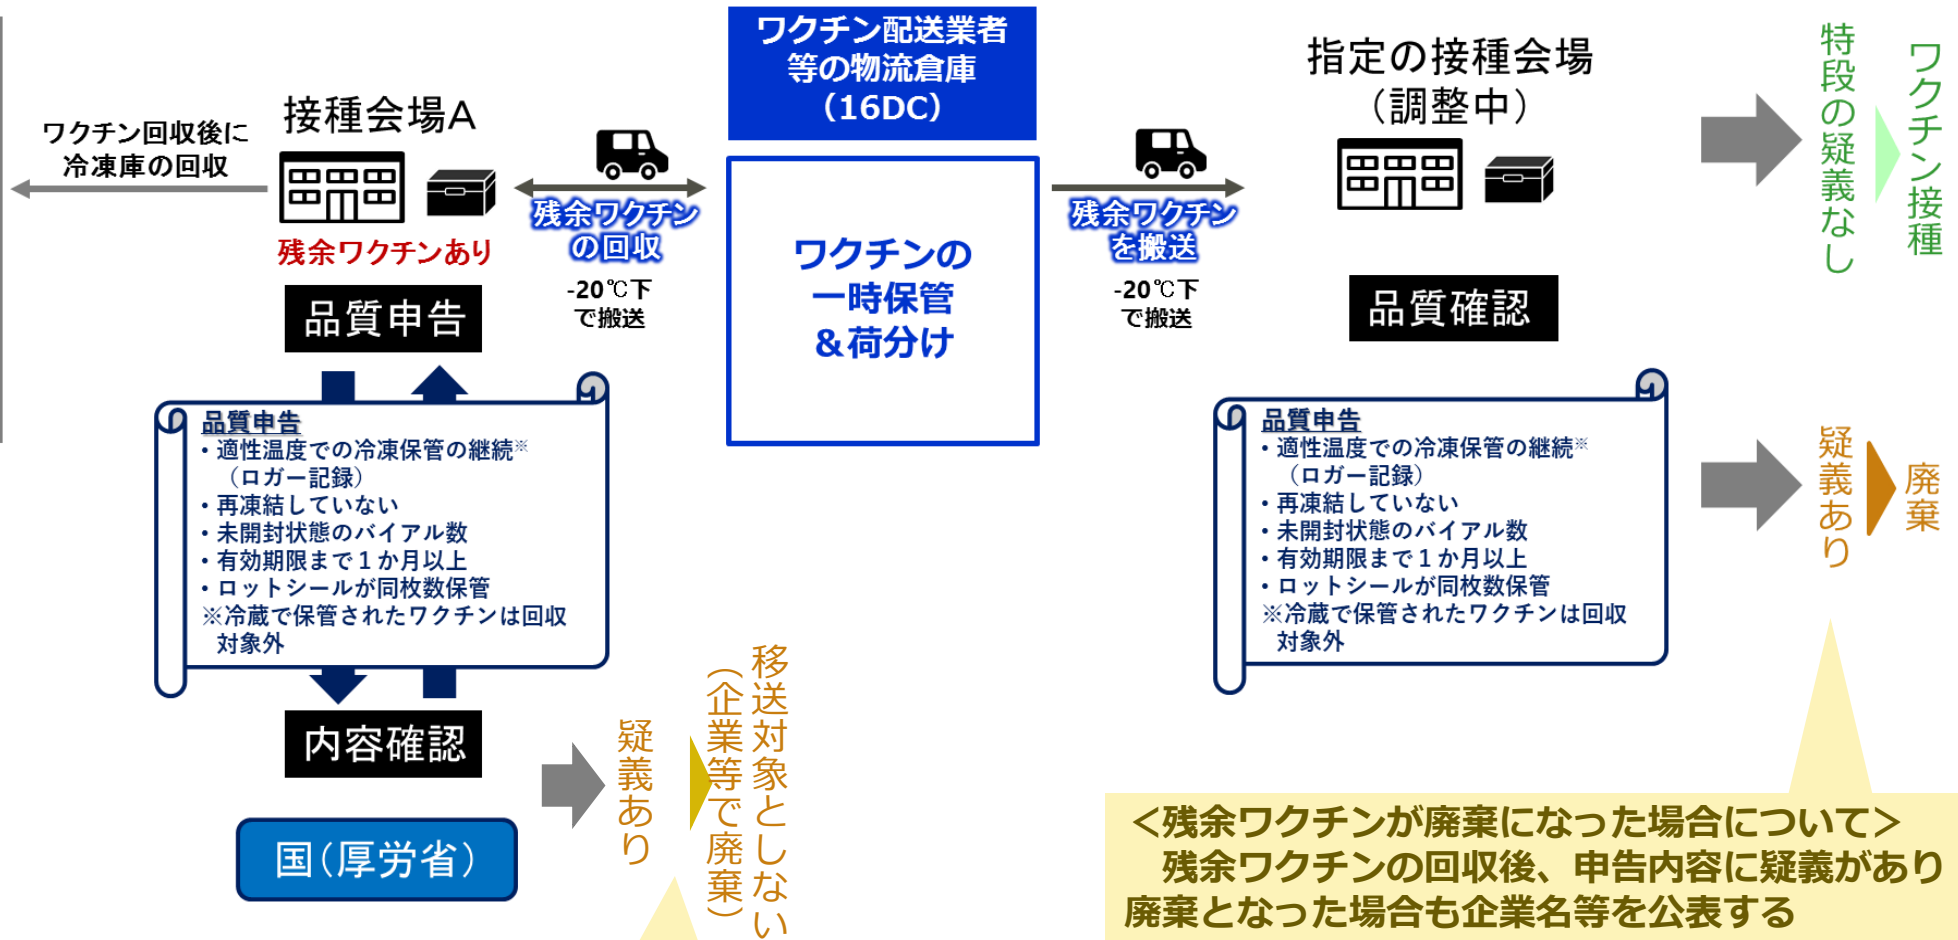 ワクチン回収後に
冷凍庫の回収
接種会場A
残余ワクチンあり
品質申告
残余ワクチン
の回収
-20℃下
で搬送
ワクチン配送業者
等の物流倉庫
（16DC）
ワクチンの
一時保管
＆荷分け
残余ワクチン
を搬送
-20℃下
で搬送
指定の接種会場
（調整中）
品質確認
特段の疑義なし
ワクチン接種
品質申告
・適性温度での冷凍保管の継続※
（ロガー記録）
・再凍結していない
・未開封状態のバイアル数
・有効期限まで１か月以上
・ロットシールが同枚数保管
※冷蔵で保管されたワクチンは回収
対象外
内容確認
国（厚労省）
疑義あり
移送対象としない
（企業等で廃棄）
品質申告
・適性温度での冷凍保管の継続※
（ロガー記録）
・再凍結していない
・未開封状態のバイアル数
・有効期限まで１か月以上
・ロットシールが同枚数保管
※冷蔵で保管されたワクチンは回収
対象外
疑義あり
廃棄
＜残余ワクチンが廃棄になった場合について＞
残余ワクチンの回収後、申告内容に疑義があり
廃棄となった場合も企業名等を公表する